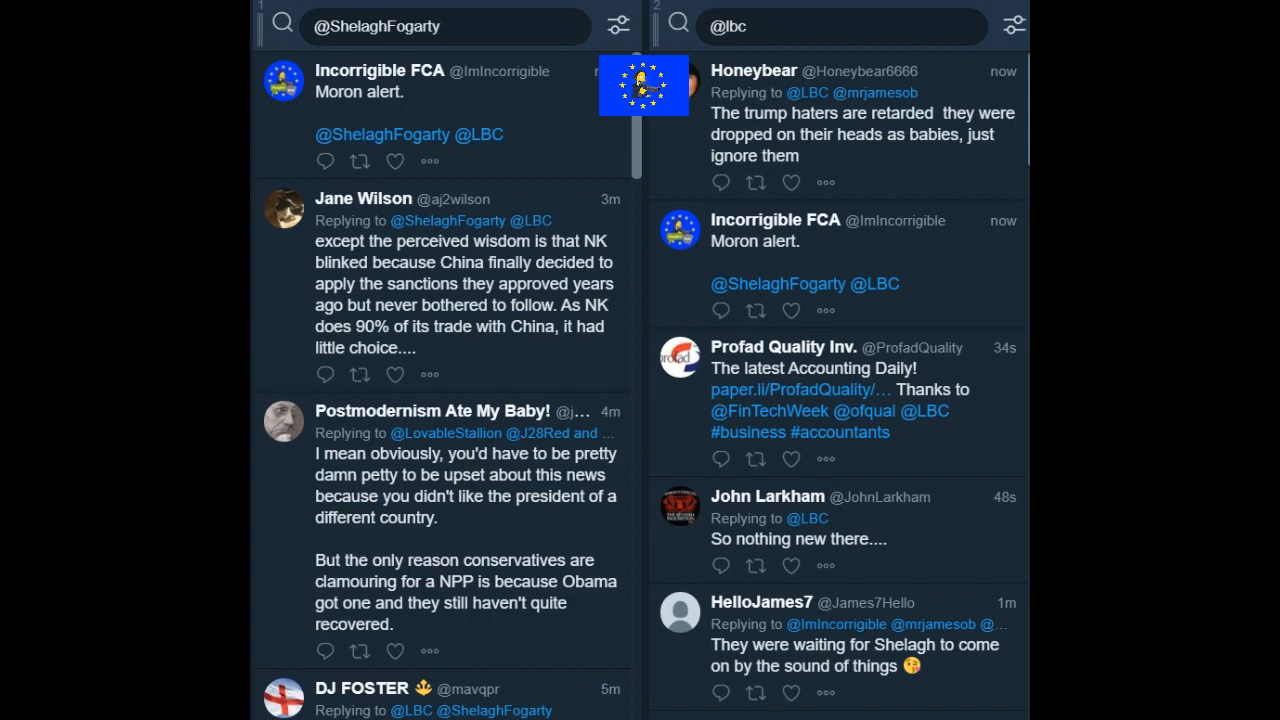 1
@ShelaghFogarty
Incorrigible FCA @ImIncorrigible
Moron alert.
@ShelaghFogarty @LBC
Jane Wilson @aj2wilson 3m
Replying to @ShelaghFogarty @LBC
except the perceived wisdom is that NK
blinked because China finally decided to
apply the sanctions they approved years
ago but never bothered to follow. As NK
does 90% of its trade with China, it had
little choice....
Postmodernism Ate My Baby! @j... 4m
Replying to @LovableStallion @J28Red and ...
I mean obviously, you'd have to be pretty
damn petty to be upset about this news
because you didn't like the president of a
different country.
But the only reason conservatives are
clamouring for a NPP is because Obama
got one and they still haven't quite
recovered.
DJ FOSTER @mavqpr 5m
Replying to @LBC @ShelaghFogarty
2
@lbc
Honeybear @Honeybear6666 now
Replying to @LBC @mrjamesob
The trump haters are retarded they were
dropped on their heads as babies, just
ignore them
Incorrigible FCA @ImIncorrigible now
Moron alert.
@ShelaghFogarty @LBC
Profad Quality Inv. @ProfadQuality 34s
The latest Accounting Daily!
paper.li/ProfadQuality/... Thanks to
@FinTechWeek @ofqual @LBC
#business #accountants
John Larkham @JohnLarkham 48s
Replying to @LBC
So nothing new there....
HelloJames7 @James7Hello 1m
Replying to @ImIncorrigible @mrjamesob @...
They were waiting for Shelagh to come
on by the sound of things 😘